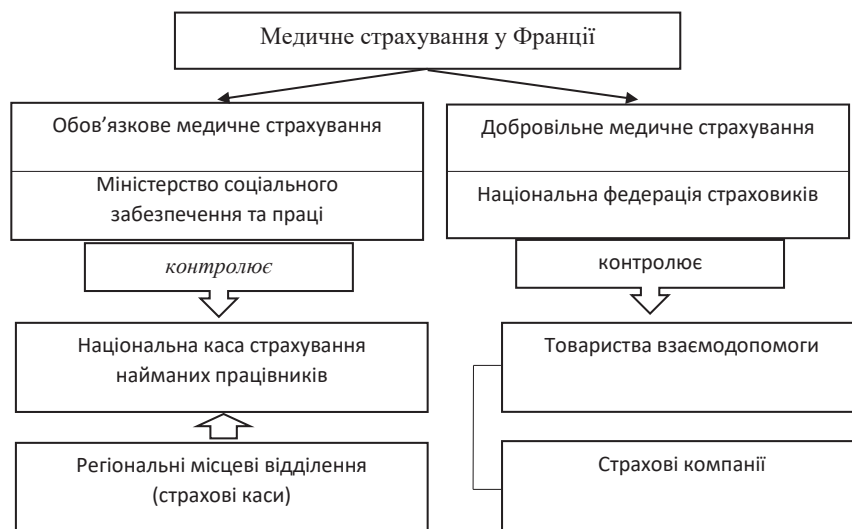 Медичне страхування у Франції
Обов’язкове медичне страхування
Міністерство соціального
забезпечення та праці
контролює
Національна каса страхування
найманих працівників
Регіональні місцеві відділення
(страхові каси)
Добровільне медичне страхування
Національна федерація страховиків
контролює
Товариства взаємодопомоги
Страхові компанії